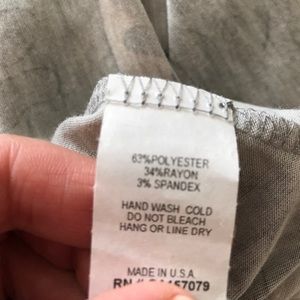 63%POLYESTER
34%RAYON
3% SPANDEX
HAND WASH COLD
DO NOT BLEACH
HANG OR LINE DRY
MADE IN U.S.A.
RN #